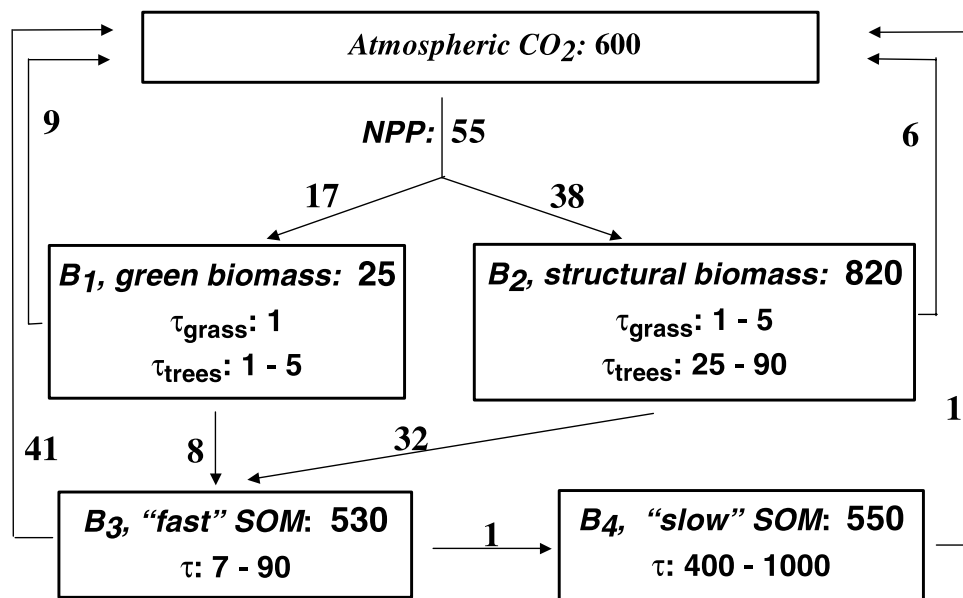 Atmospheric CO₂: 600
NPP: 55
9
6
17
38
B₁, green biomass: 25
τgrass: 1
τtrees: 1 - 5
B₂, structural biomass: 820
τgrass: 1 - 5
τtrees: 25 - 90
41
8
32
1
B₃, “fast” SOM: 530
τ: 7 - 90
1
B₄, “slow” SOM: 550
τ: 400 - 1000